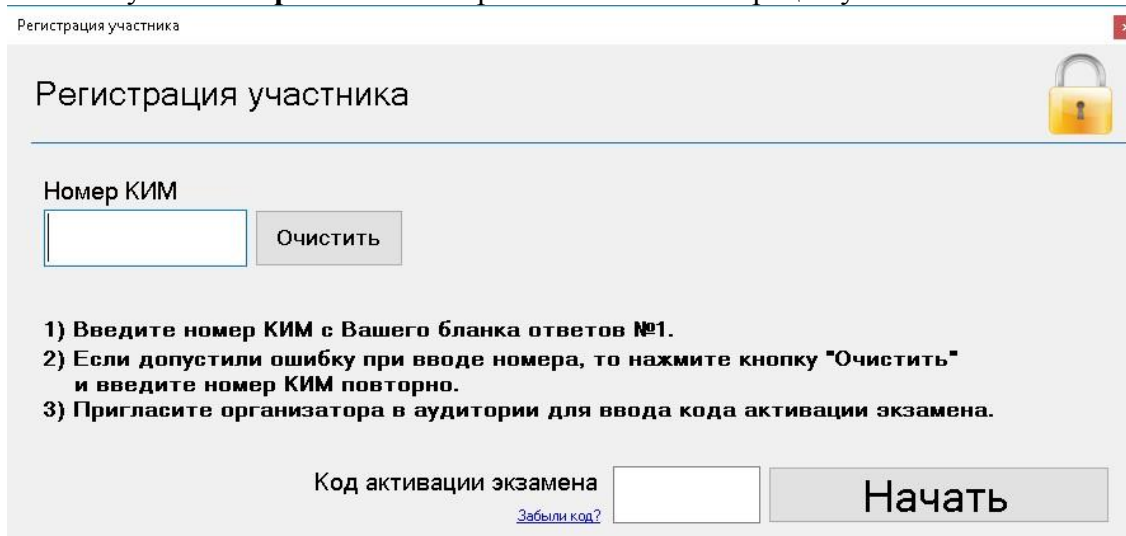 Регистрация участника
Регистрация участника
Номер КИМ
Очистить
1) Введите номер КИМ с Вашего бланка ответов №1.
2) Если допустили ошибку при вводе номера, то нажмите кнопку "Очистить"
и введите номер КИМ повторно.
3) Пригласите организатора в аудитории для ввода кода активации экзамена.
Код активации экзамена
Забыли код?
Начать